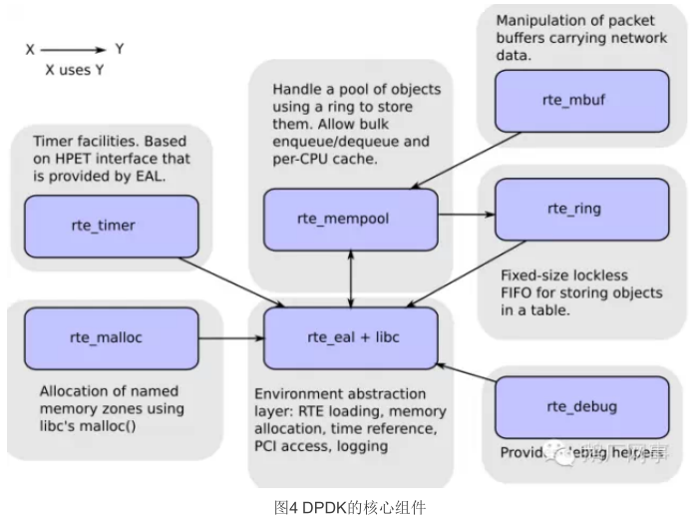 X
Y
X uses Y
Manipulation of packet
buffers carrying network
data.
rte_mbuf
Handle a pool of objects
using a ring to store
them. Allow bulk
enqueue/dequeue and
per-CPU cache.
rte_mempool
Timer facilities. Based
on HPET interface that
is provided by EAL.
rte_timer
rte_ring
Fixed-size lockless
FIFO for storing objects
in a table.
rte_malloc
Allocation of named
memory zones using
libc's malloc()
rte_eal + libc
Environment abstraction
layer: RTE loading, memory
allocation, time reference,
PCI access, logging
rte_debug
debug helpers
鹅厂网事
图4 DPDK的核心组件